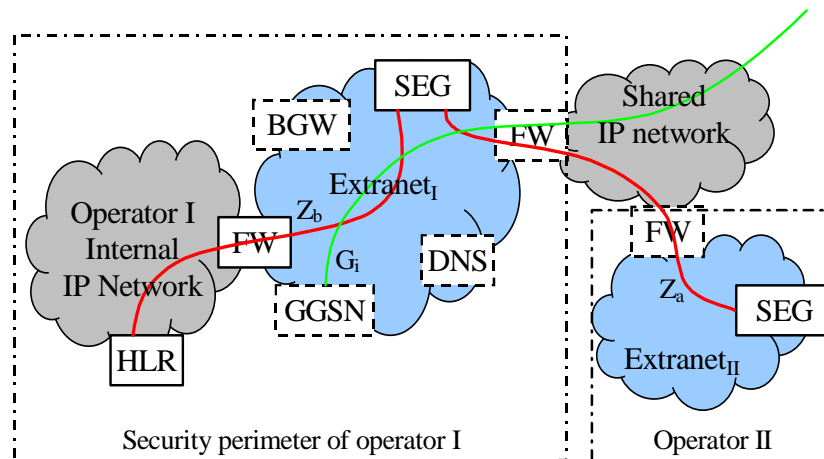 SEG
BGW
FW
Shared
IP network
Extranet_I
Operator I
Internal
IP Network
Z_b
FW
G_i
DNS
GGSN
HLR
FW
Z_a
SEG
Extranet_II
Security perimeter of operator I
Operator II